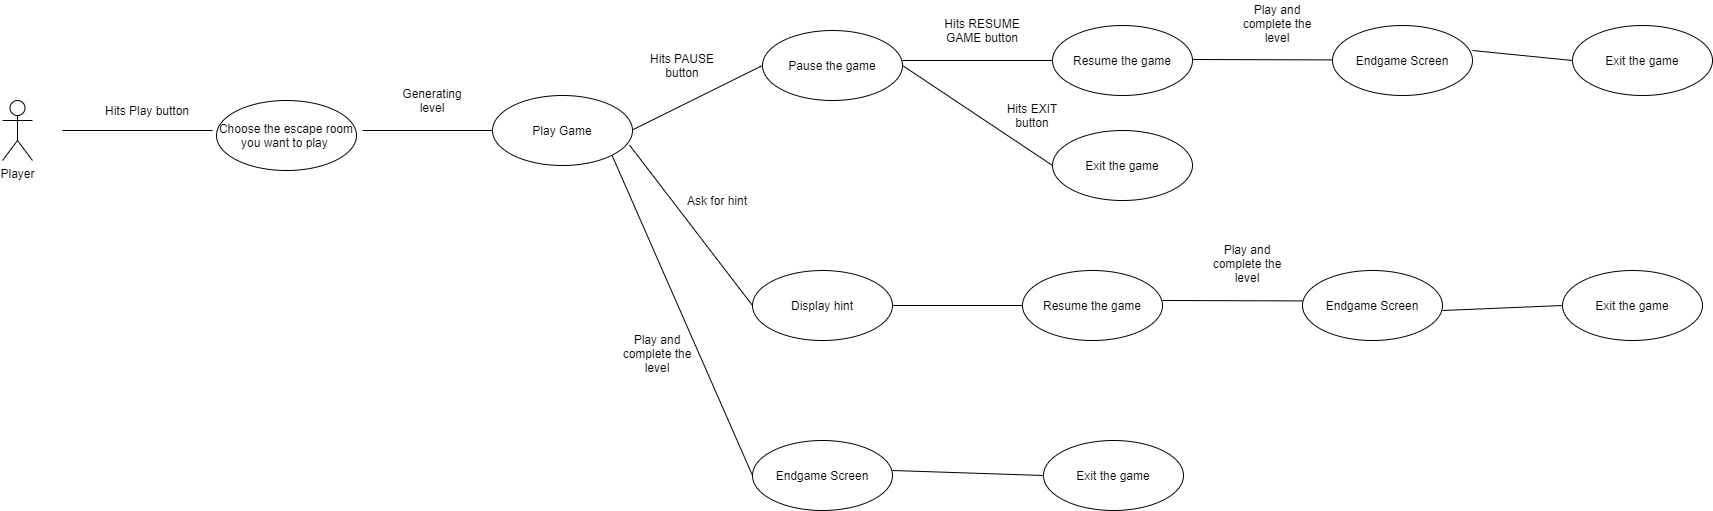 Player
Hits Play button
Choose the escape room
you want to play
Generating
level
Play Game
Hits PAUSE
button
Pause the game
Hits RESUME
GAME button
Resume the game
Play and
complete the
level
Endgame Screen
Exit the game
Hits EXIT
button
Exit the game
Ask for hint
Display hint
Resume the game
Play and
complete the
level
Endgame Screen
Exit the game
Play and
complete the
level
Endgame Screen
Exit the game